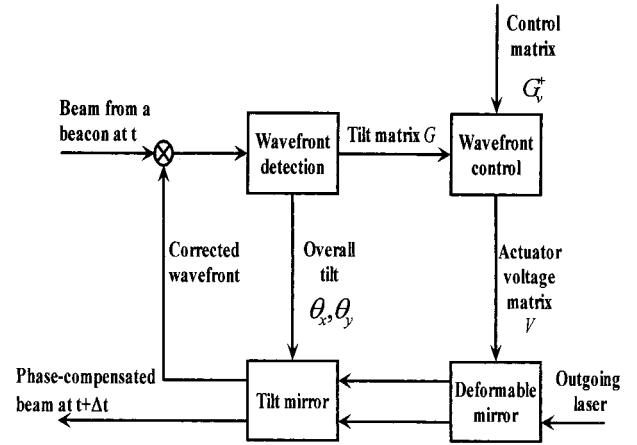 Control
matrix
G_v^+
Beam from a
beacon at t
Wavefront
detection
Tilt matrix G
Wavefront
control
Corrected
wavefront
Overall
tilt
θ_x,θ_y
Actuator
voltage
matrix
V
Phase-compensated
beam at t+Δt
Tilt mirror
Deformable
mirror
Outgoing
laser